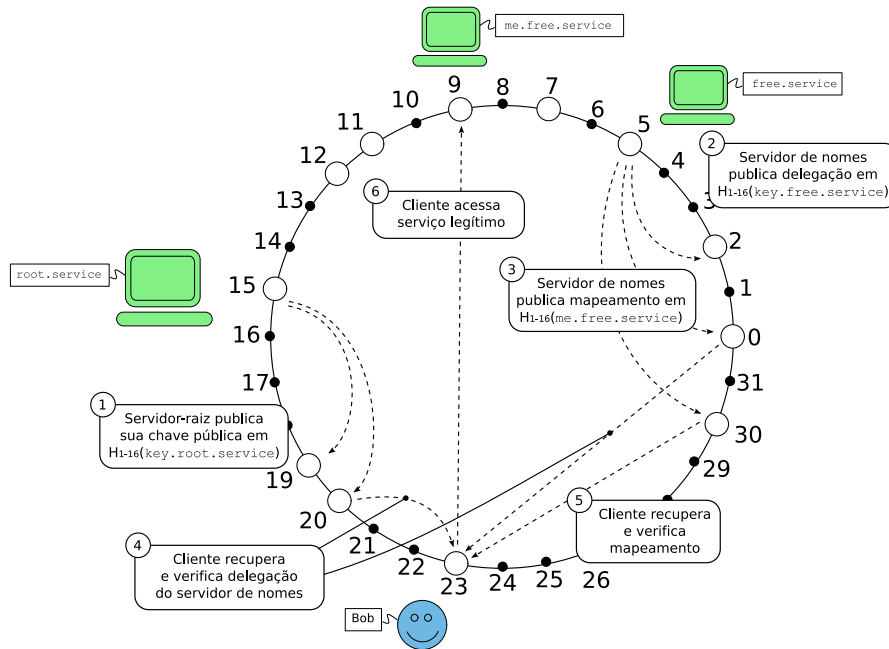 me.free.service
free.service
root.service
9
8
7
10
6
5
11
12
4
13
3
14
2
15
1
16
0
17
31
30
19
29
20
21
22
23
24
25
26
1
Servidor-raiz publica
sua chave pública em
H1-16(key.root.service)
2
Servidor de nomes
publica delegação em
H1-16(key.free.service)
3
Servidor de nomes
publica mapeamento em
H1-16(me.free.service)
4
Cliente recupera
e verifica delegação
do servidor de nomes
5
Cliente recupera
e verifica
mapeamento
6
Cliente acessa
serviço legítimo
Bob